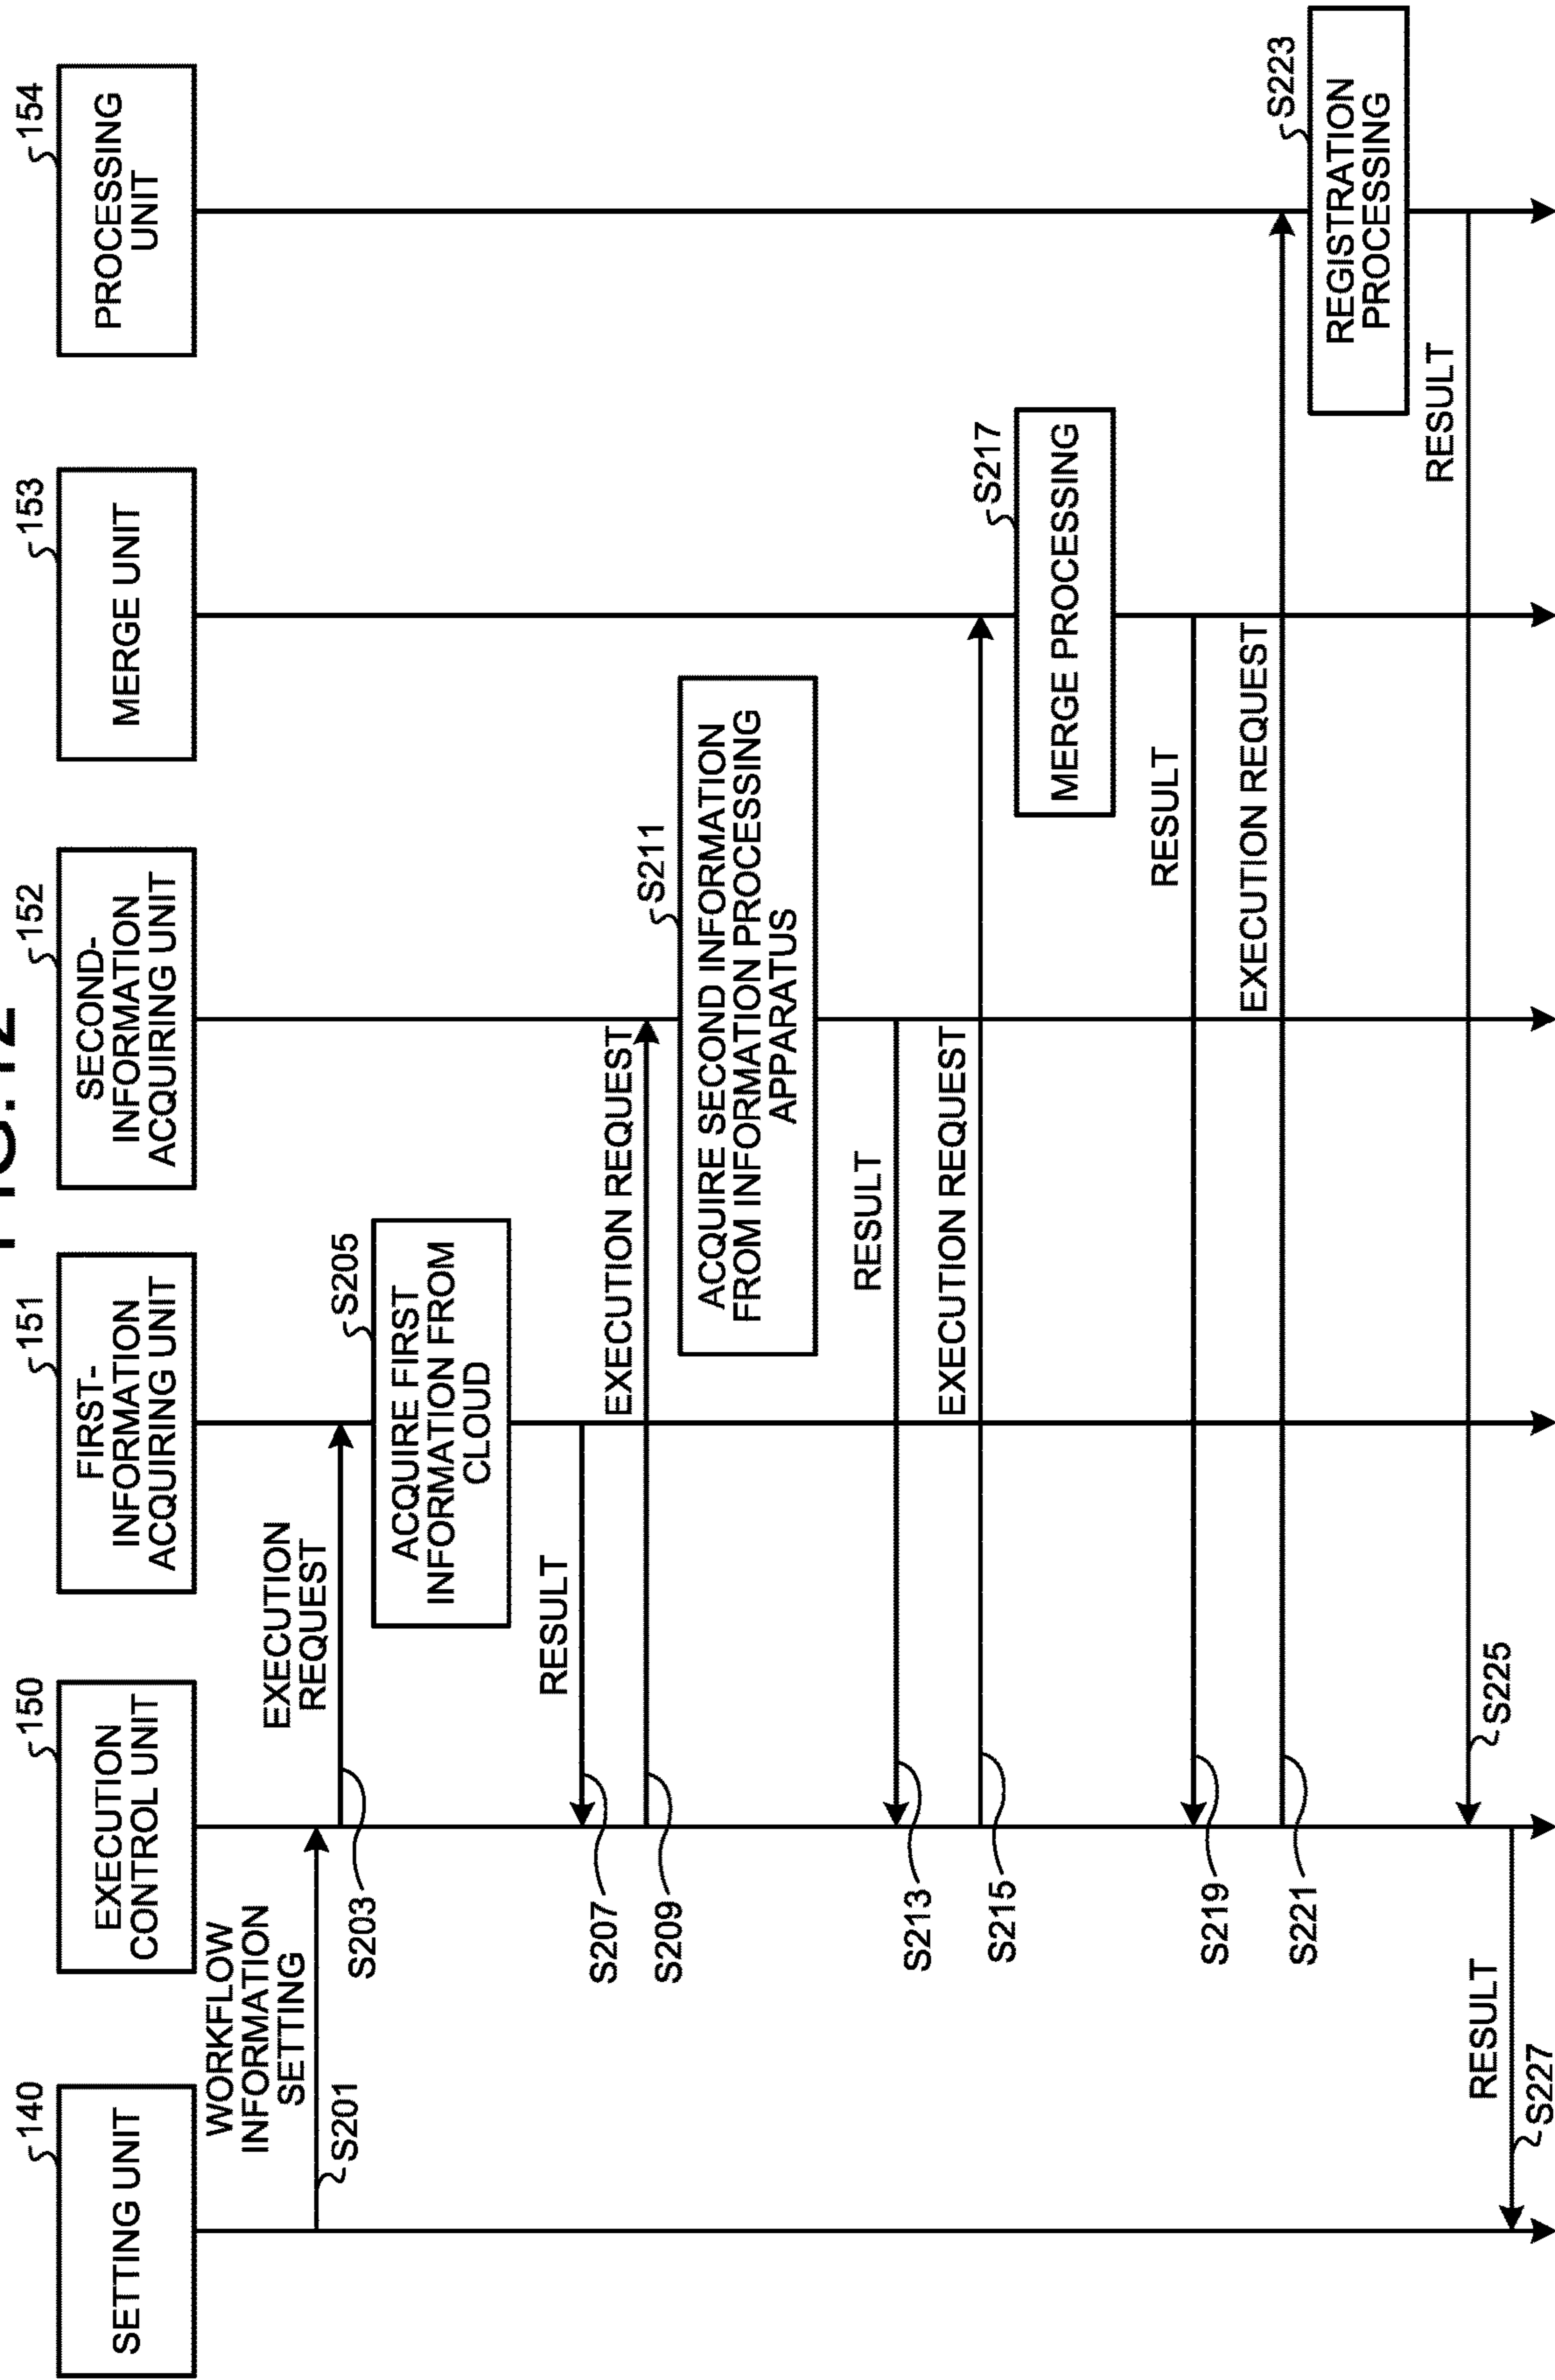 FIG.12
140
SETTING UNIT
150
EXECUTION
CONTROL UNIT
151
FIRST-
INFORMATION
ACQUIRING UNIT
152
SECOND-
INFORMATION
ACQUIRING UNIT
153
MERGE UNIT
154
PROCESSING
UNIT
WORKFLOW
INFORMATION
SETTING
S201
EXECUTION
REQUEST
S203
S205
ACQUIRE FIRST
INFORMATION FROM
CLOUD
RESULT
S207
EXECUTION REQUEST
S209
S211
ACQUIRE SECOND INFORMATION
FROM INFORMATION PROCESSING
APPARATUS
RESULT
S213
EXECUTION REQUEST
S215
S217
MERGE PROCESSING
RESULT
S219
EXECUTION REQUEST
S221
S223
REGISTRATION
PROCESSING
RESULT
S225
RESULT
S227